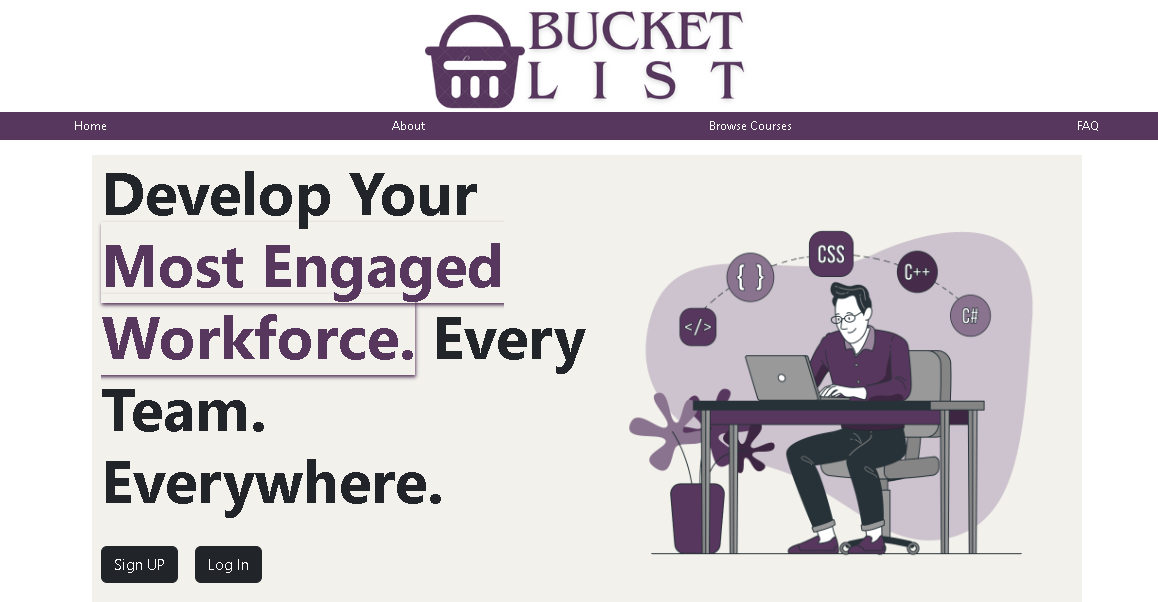 BUCKET
LIST
Home About Browse Courses FAQ
Develop Your
Most Engaged
Workforce. Every
Team.
Everywhere.
{ } CSS C++
</> C#
Sign UP Log In